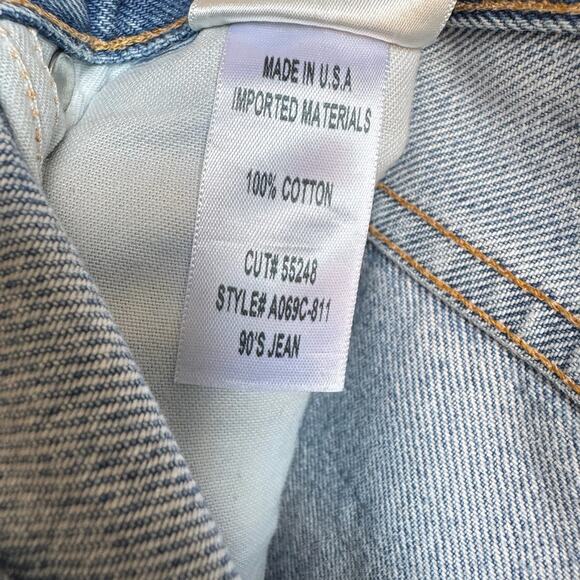 MADE IN U.S.A
IMPORTED MATERIALS
100% COTTON
CUT# 55248
STYLE# A069C-811
90'S JEAN